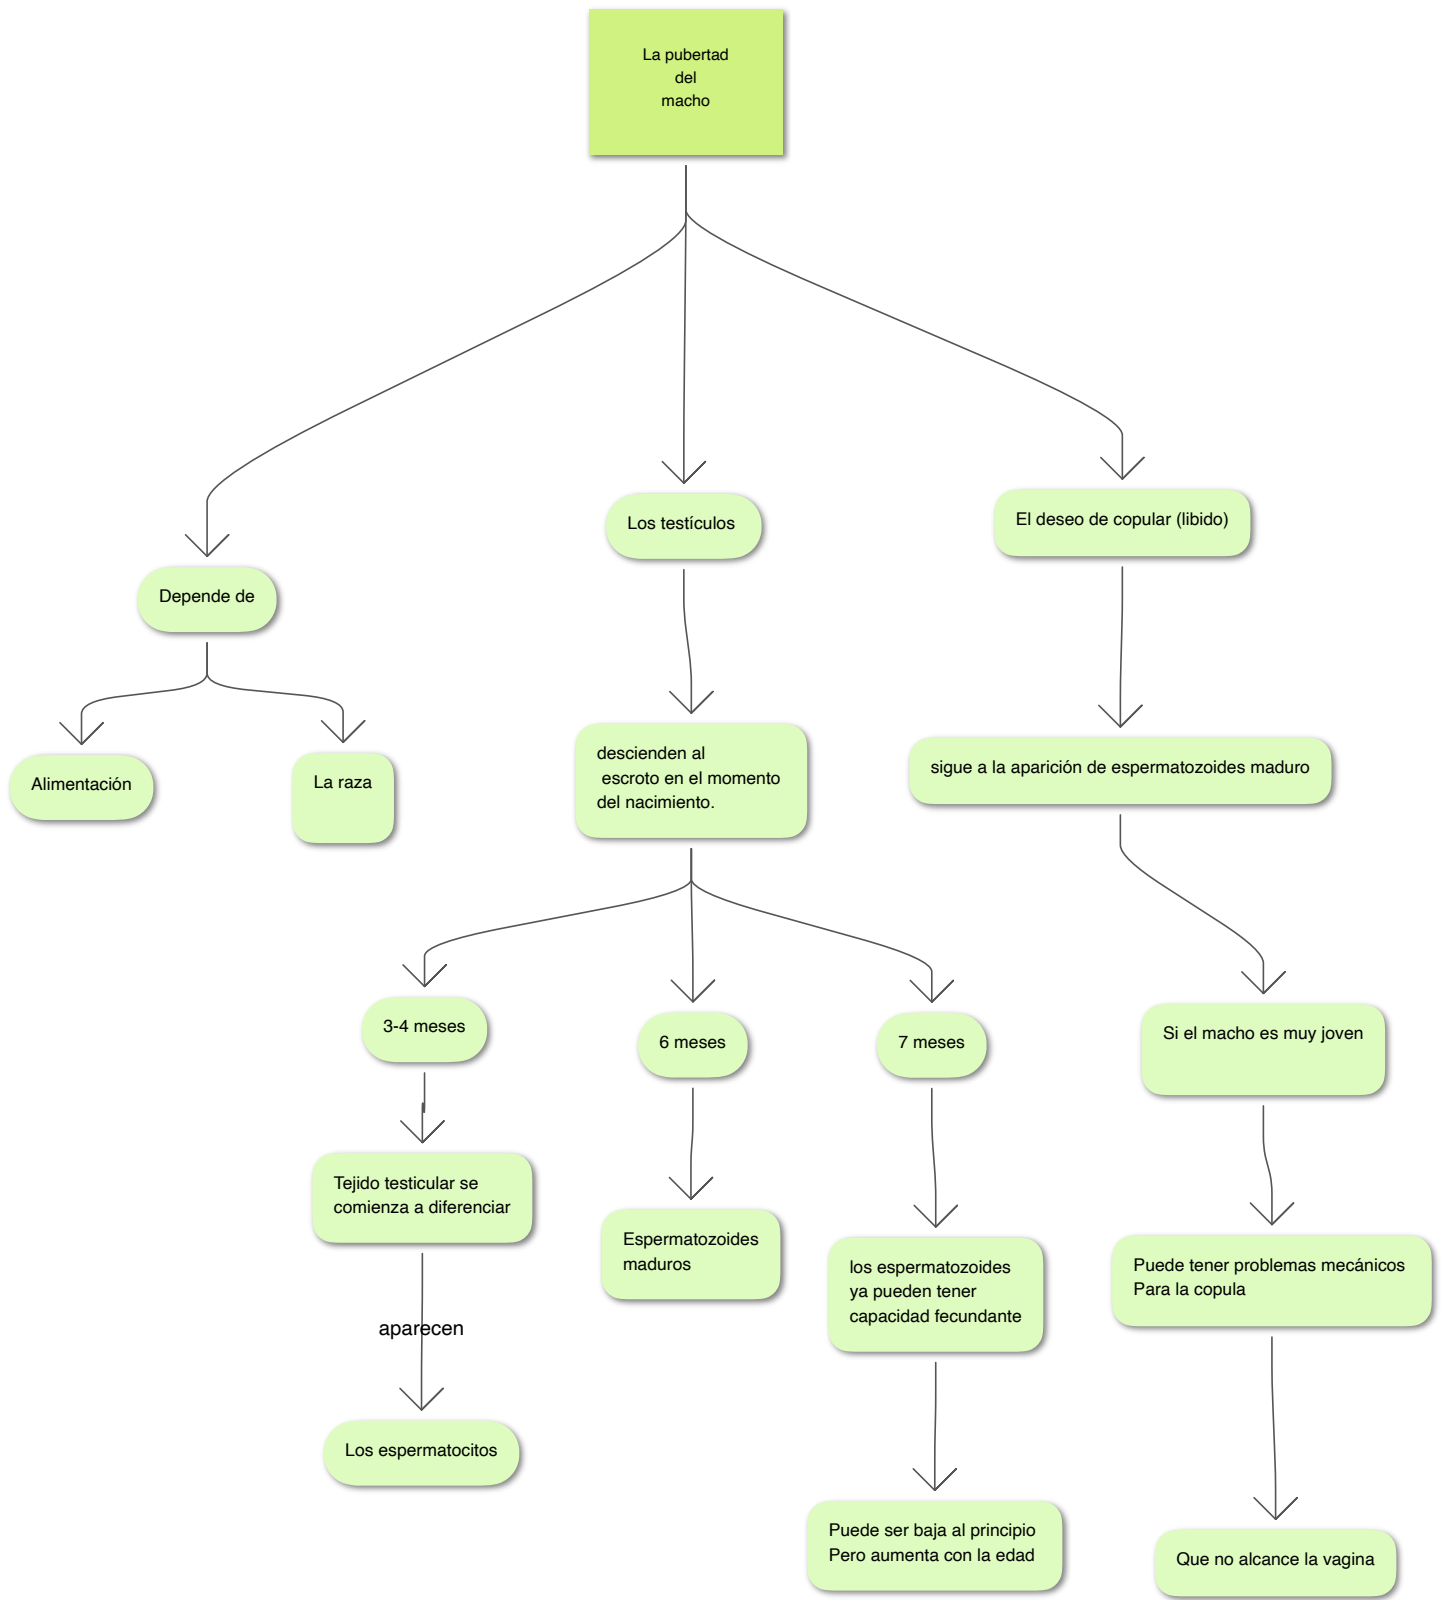 La pubertad
del
macho
Los testículos
El deseo de copular (libido)
Depende de
Alimentación
La raza
descienden al
escroto en el momento
del nacimiento.
sigue a la aparición de espermatozoides maduro
3-4 meses
6 meses
7 meses
Si el macho es muy joven
Tejido testicular se
comienza a diferenciar
Espermatozoides
maduros
los espermatozoides
ya pueden tener
capacidad fecundante
Puede tener problemas mecánicos
Para la copula
aparecen
Los espermatocitos
Puede ser baja al principio
Pero aumenta con la edad
Que no alcance la vagina